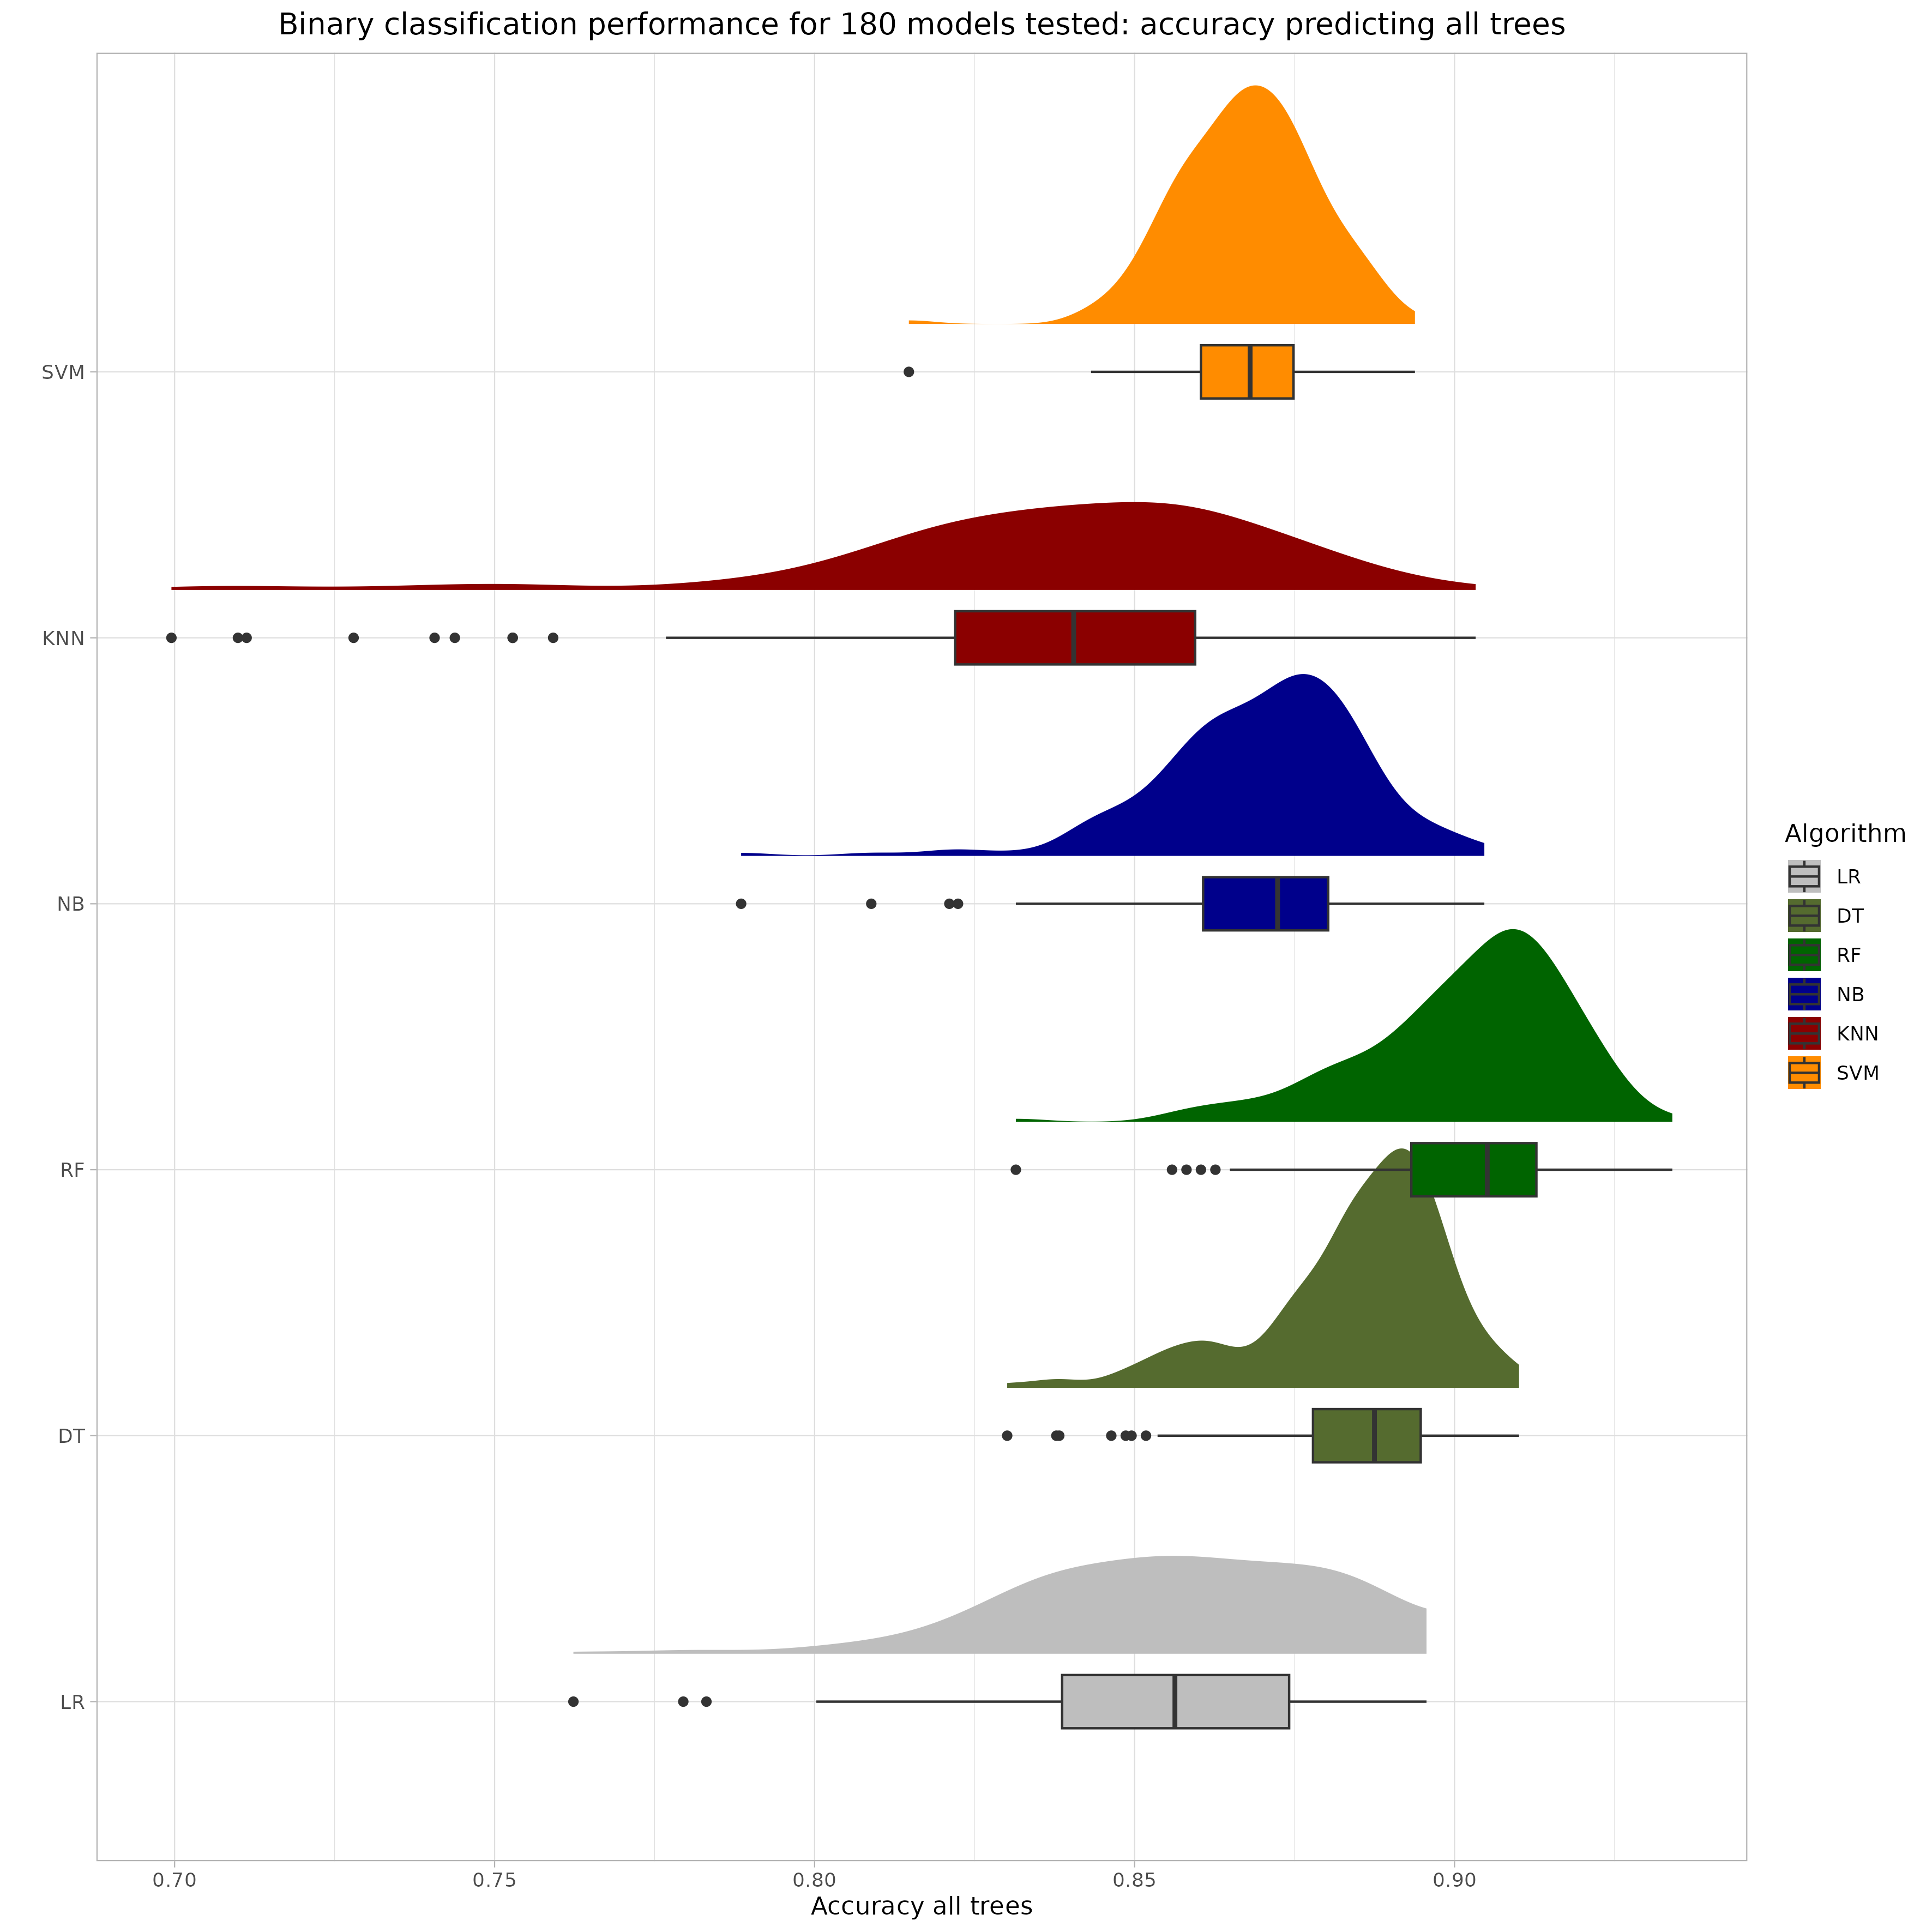 Binary classification performance for 180 models tested: accuracy predicting all trees
SVM
KNN
NB
RF
DT
LR
0.70 0.75 0.80 0.85 0.90
Accuracy all trees
Algorithm
LR
DT
RF
NB
KNN
SVM